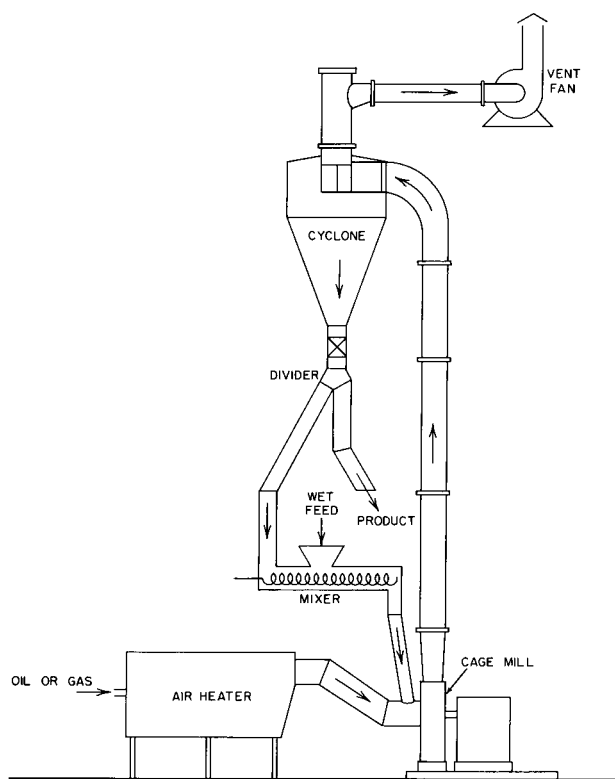 VENT
FAN
CYCLONE
DIVIDER
WET
FEED
PRODUCT
MIXER
CAGE MILL
OIL OR GAS
AIR HEATER